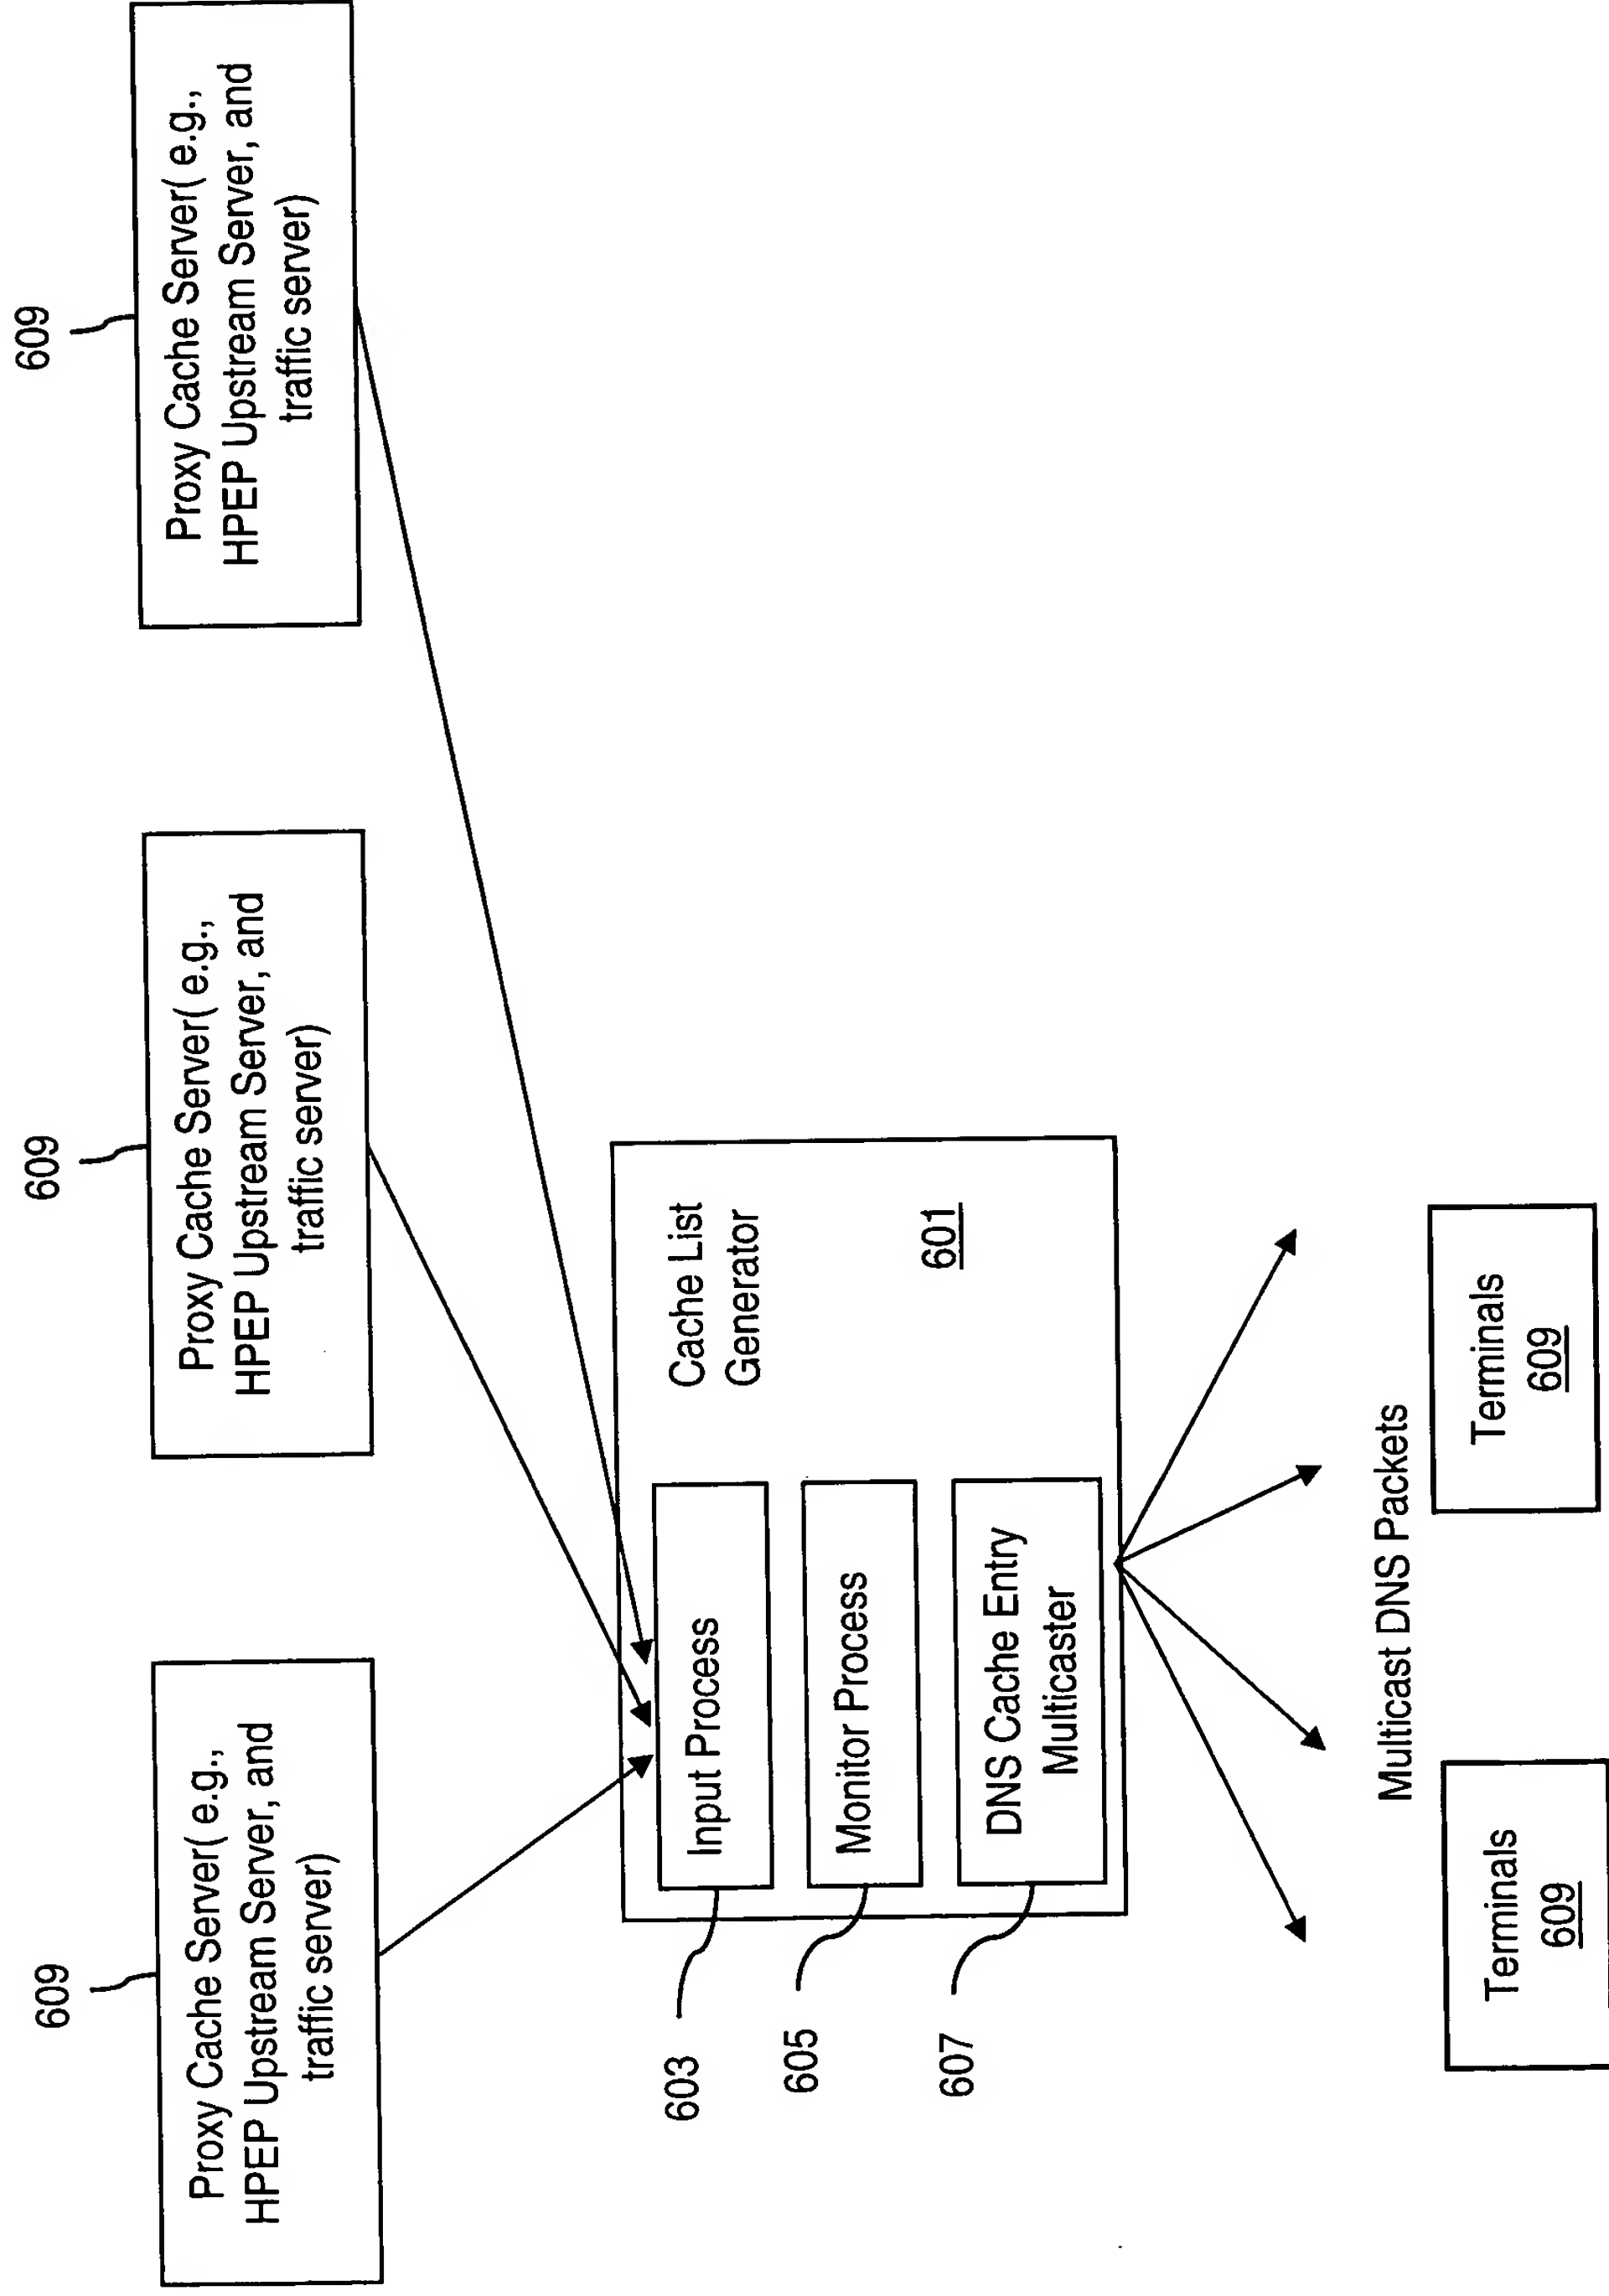 609
Proxy Cache Server( e.g.,
HPEP Upstream Server, and
traffic server)
609
Proxy Cache Server( e.g.,
HPEP Upstream Server, and
traffic server)
609
Proxy Cache Server( e.g.,
HPEP Upstream Server, and
traffic server)
Cache List
Generator
601
603
Input Process
605
Monitor Process
607
DNS Cache Entry
Multicaster
Multicast DNS Packets
Terminals
609
Terminals
609